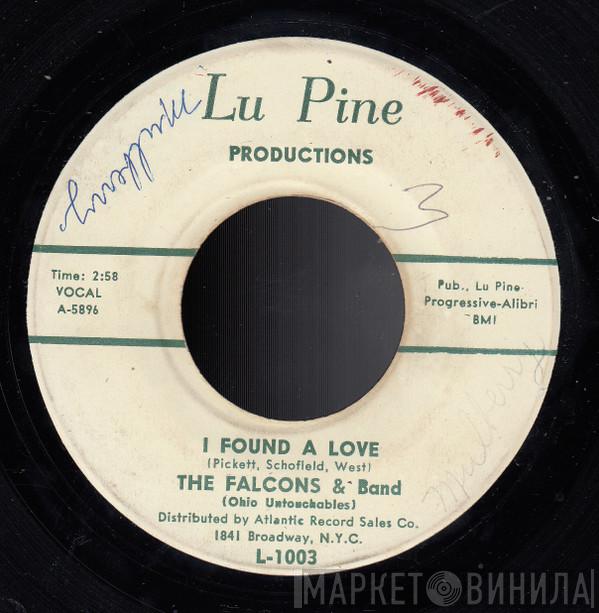 Lu Pine
PRODUCTIONS
Time: 2:58
VOCAL
A-5896
Pub., Lu Pine-
Progressive-Alibri
BMI
Mulberry
I FOUND A LOVE
(Pickett, Schofield, West)
THE FALCONS & Band
(Ohio Untouchables)
Distributed by Atlantic Record Sales Co.
1841 Broadway, N.Y.C.
L-1003
МАРКЕТ ВИНИЛА